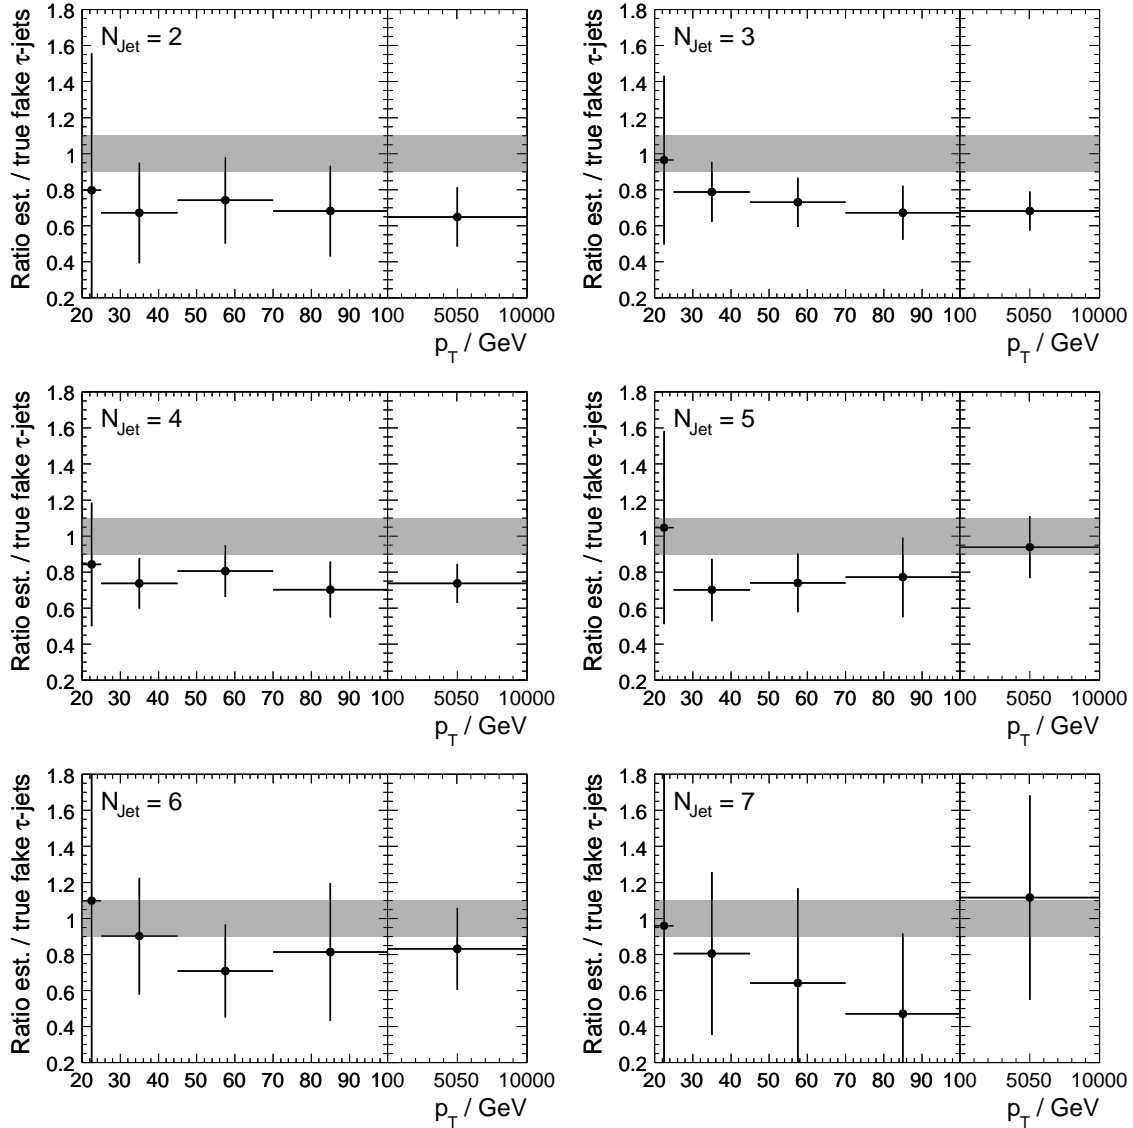 Ratio est. / true fake τ-jets
N_Jet = 2
1.8
1.6
1.4
1.2
1
0.8
0.6
0.4
0.2
20 30 40 50 60 70 80 90 100 5050 10000
p_T / GeV
Ratio est. / true fake τ-jets
N_Jet = 3
1.8
1.6
1.4
1.2
1
0.8
0.6
0.4
0.2
20 30 40 50 60 70 80 90 100 5050 10000
p_T / GeV
Ratio est. / true fake τ-jets
N_Jet = 4
1.8
1.6
1.4
1.2
1
0.8
0.6
0.4
0.2
20 30 40 50 60 70 80 90 100 5050 10000
p_T / GeV
Ratio est. / true fake τ-jets
N_Jet = 5
1.8
1.6
1.4
1.2
1
0.8
0.6
0.4
0.2
20 30 40 50 60 70 80 90 100 5050 10000
p_T / GeV
Ratio est. / true fake τ-jets
N_Jet = 6
1.8
1.6
1.4
1.2
1
0.8
0.6
0.4
0.2
20 30 40 50 60 70 80 90 100 5050 10000
p_T / GeV
Ratio est. / true fake τ-jets
N_Jet = 7
1.8
1.6
1.4
1.2
1
0.8
0.6
0.4
0.2
20 30 40 50 60 70 80 90 100 5050 10000
p_T / GeV